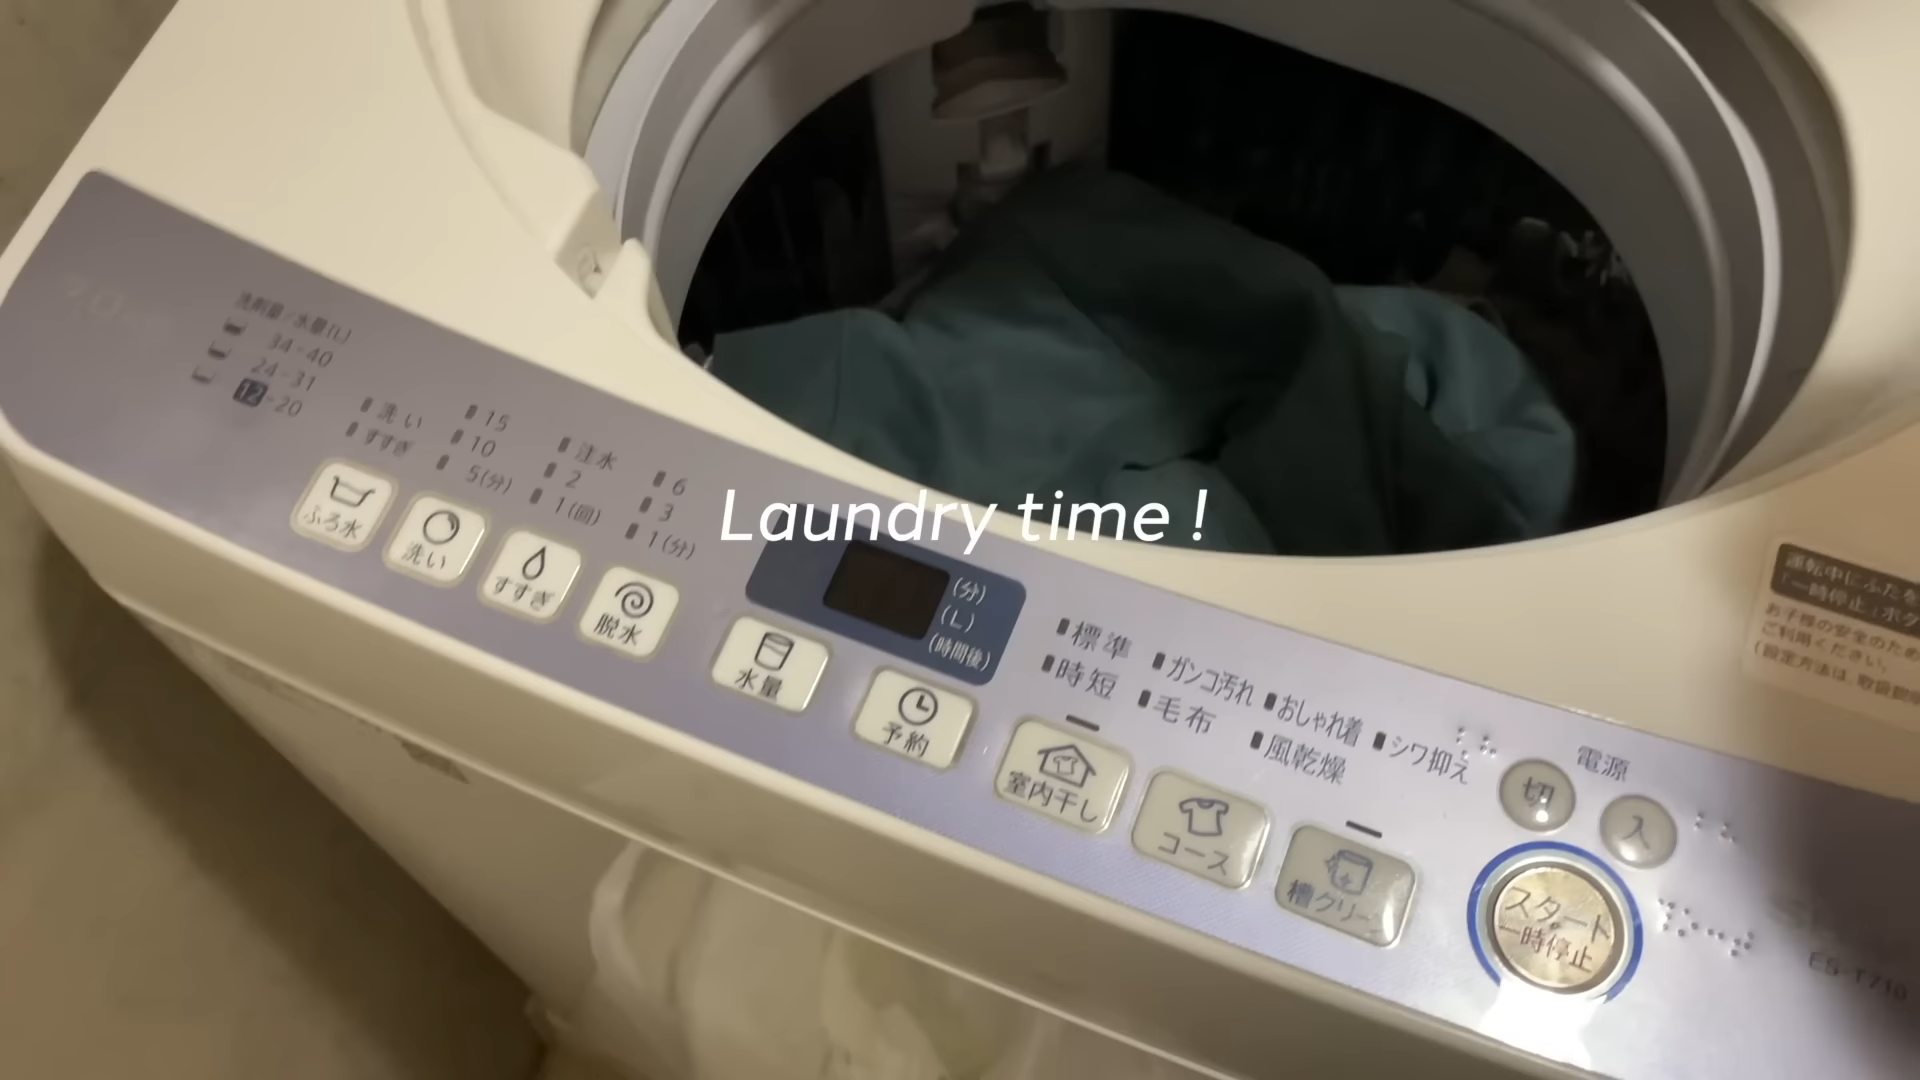 洗剤量/水量(L)
34-40
24-31
12-20
洗い
すすぎ
15
10
5(分)
注水
2
1(回)
6
3
1(分)
ふろ水
洗い
すすぎ
脱水
Laundry time !
(分)
(L)
(時間後)
水量
予約
標準
時短
ガンコ汚れ
毛布
おしゃれ着
風乾燥
シワ抑え
室内干し
コース
電源
切
入
スタート
一時停止
運転中にふたを
「一時停止」ボタ
お子様の安全のため
ご利用ください。
ES-T710